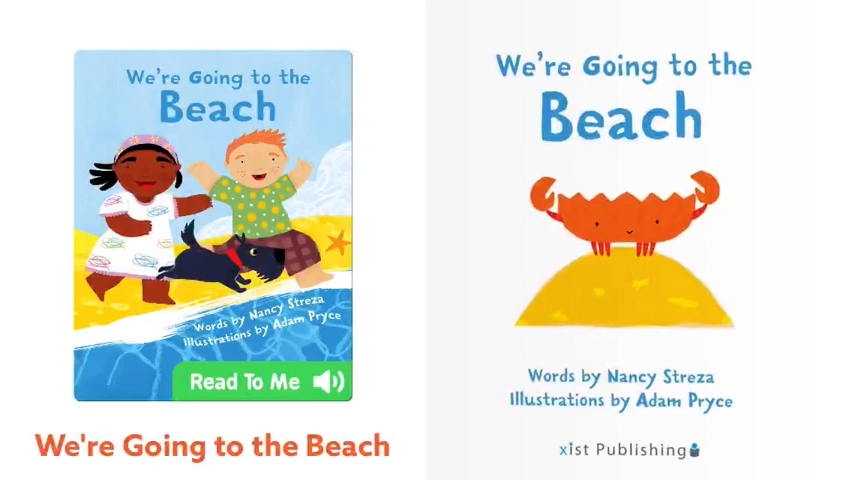 We're Going to the
Beach
Words by Nancy Streza
Illustrations by Adam Pryce
Read To Me
We're Going to the Beach
We're Going to the
Beach
Words by Nancy Streza
Illustrations by Adam Pryce
xist Publishing